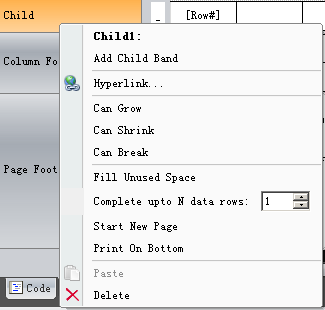 Child
[Row#]
Child1:
Add Child Band
Column Fo
Hyperlink...
Can Grow
Can Shrink
Can Break
Page Foot
Fill Unused Space
Complete upto N data rows: 1
Start New Page
Print On Bottom
Paste
Code
Delete